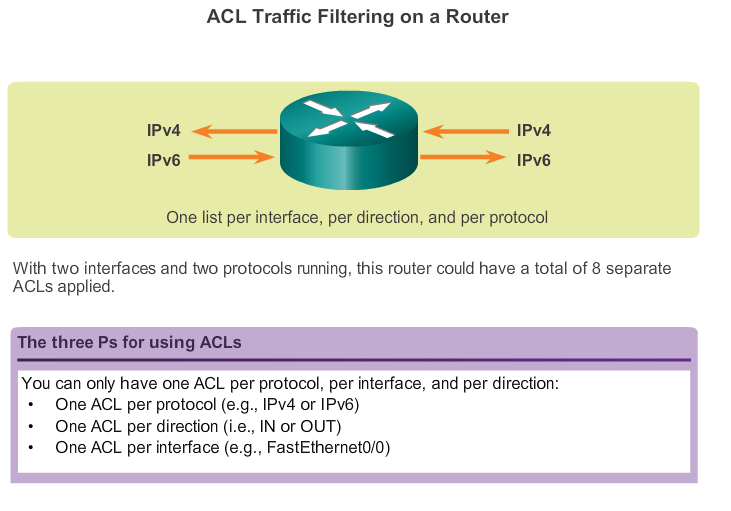 ACL Traffic Filtering on a Router
IPv4
IPv4
IPv6
IPv6
One list per interface, per direction, and per protocol
With two interfaces and two protocols running, this router could have a total of 8 separate
ACLs applied.
The three Ps for using ACLs
You can only have one ACL per protocol, per interface, and per direction:
• One ACL per protocol (e.g., IPv4 or IPv6)
• One ACL per direction (i.e., IN or OUT)
• One ACL per interface (e.g., FastEthernet0/0)